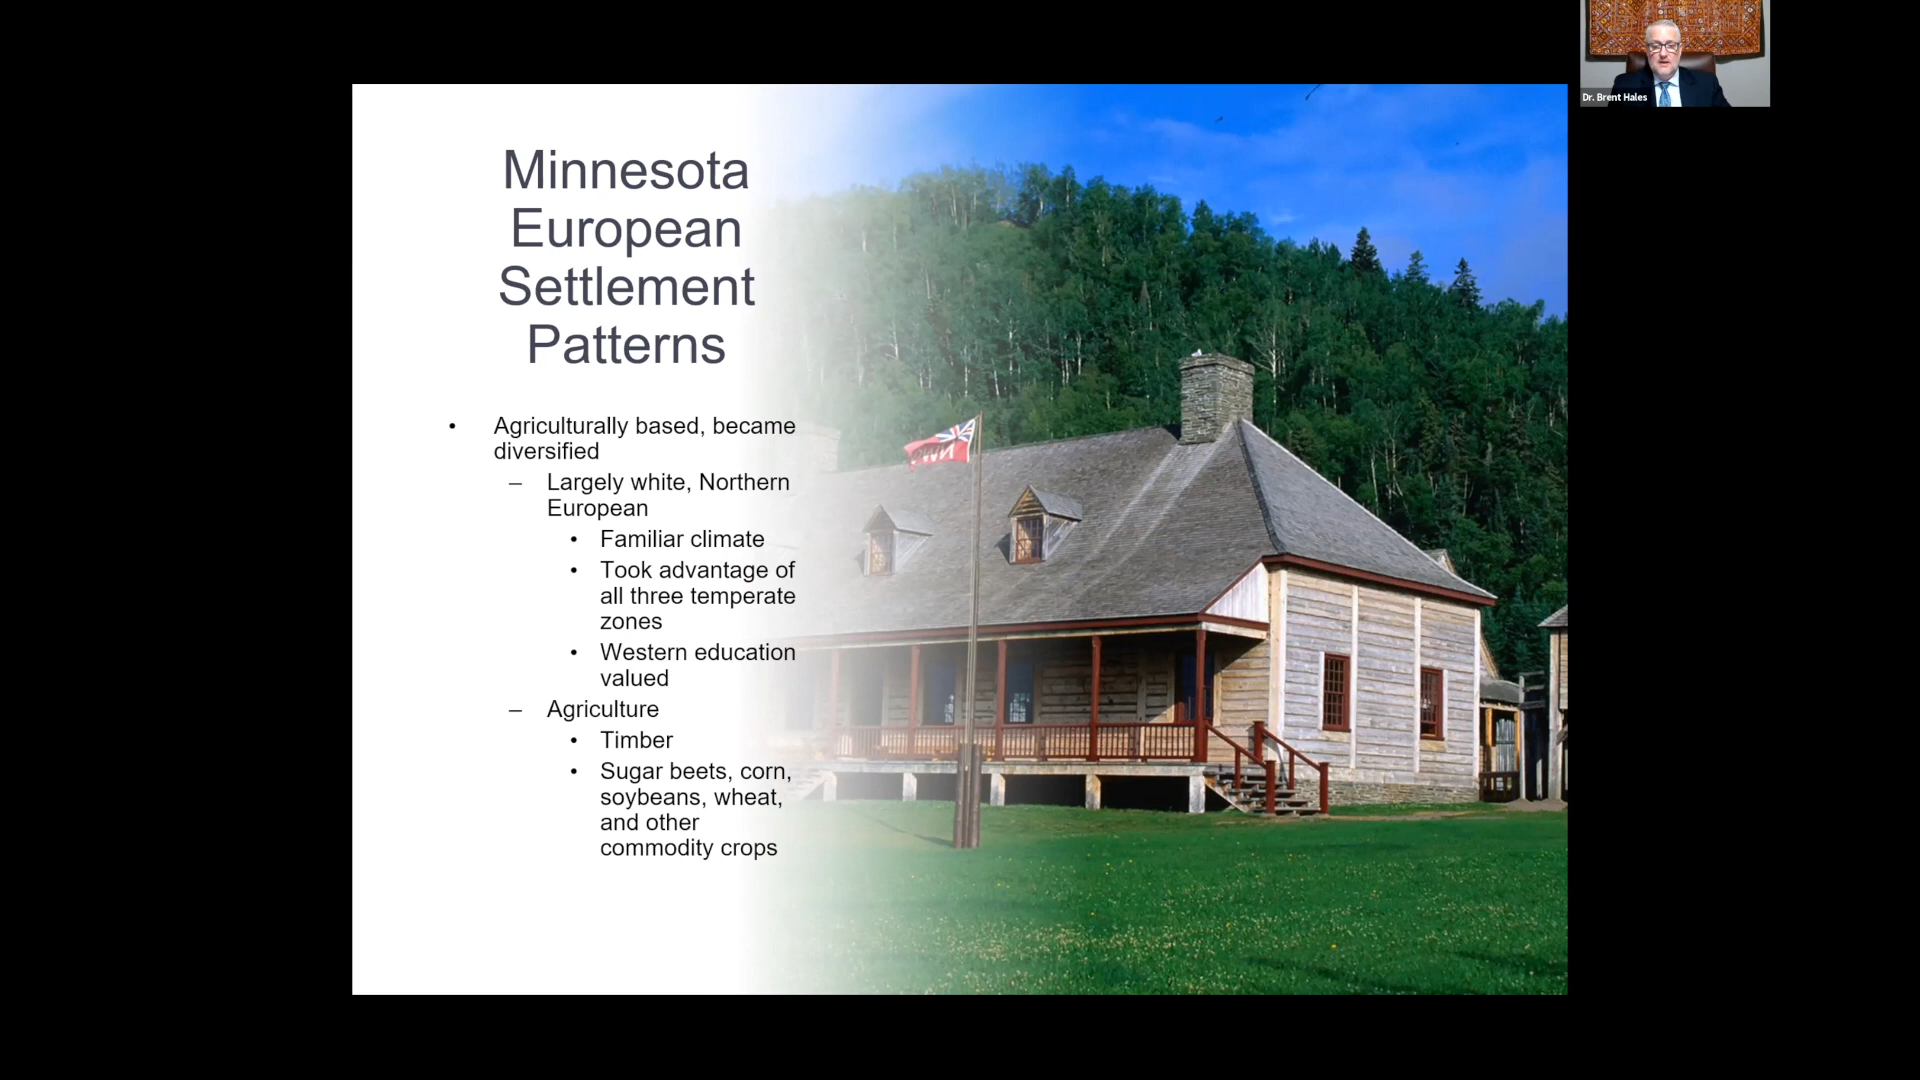 Dr. Brent Hales
Minnesota
European
Settlement
Patterns
• Agriculturally based, became
diversified
– Largely white, Northern
European
• Familiar climate
• Took advantage of
all three temperate
zones
• Western education
valued
– Agriculture
• Timber
• Sugar beets, corn,
soybeans, wheat,
and other
commodity crops
NWCo